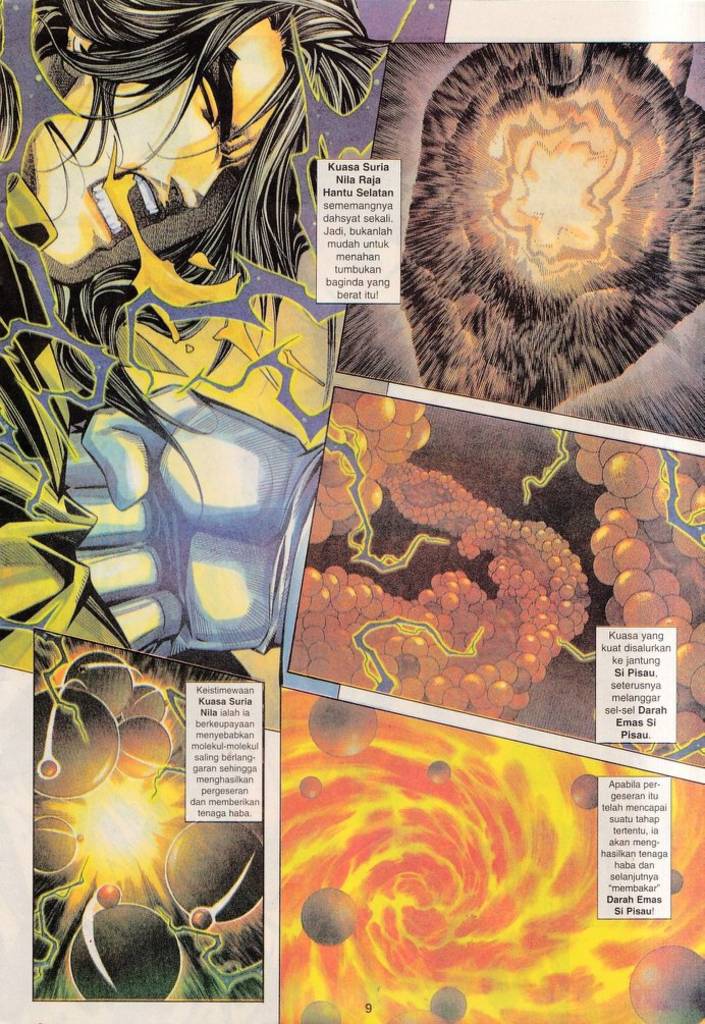 Kuasa Suria
Nila Raja
Hantu Selatan
sememangnya
dahsyat sekali.
Jadi, bukanlah
mudah untuk
menahan
tumbukan
baginda yang
berat itu!
Kuasa yang
kuat disalurkan
ke jantung
Si Pisau,
seterusnya
melanggar
sel-sel Darah
Emas Si
Pisau.
Keistimewaan
Kuasa Suria
Nila ialah ia
berkeupayaan
menyebabkan
molekul-molekul
saling berlang-
garan sehingga
menghasilkan
pergeseran
dan memberikan
tenaga haba.
Apabila per-
geseran itu
telah mencapai
suatu tahap
tertentu, ia
akan meng-
hasilkan tenaga
haba dan
selanjutnya
"membakar"
Darah Emas
Si Pisau!
9